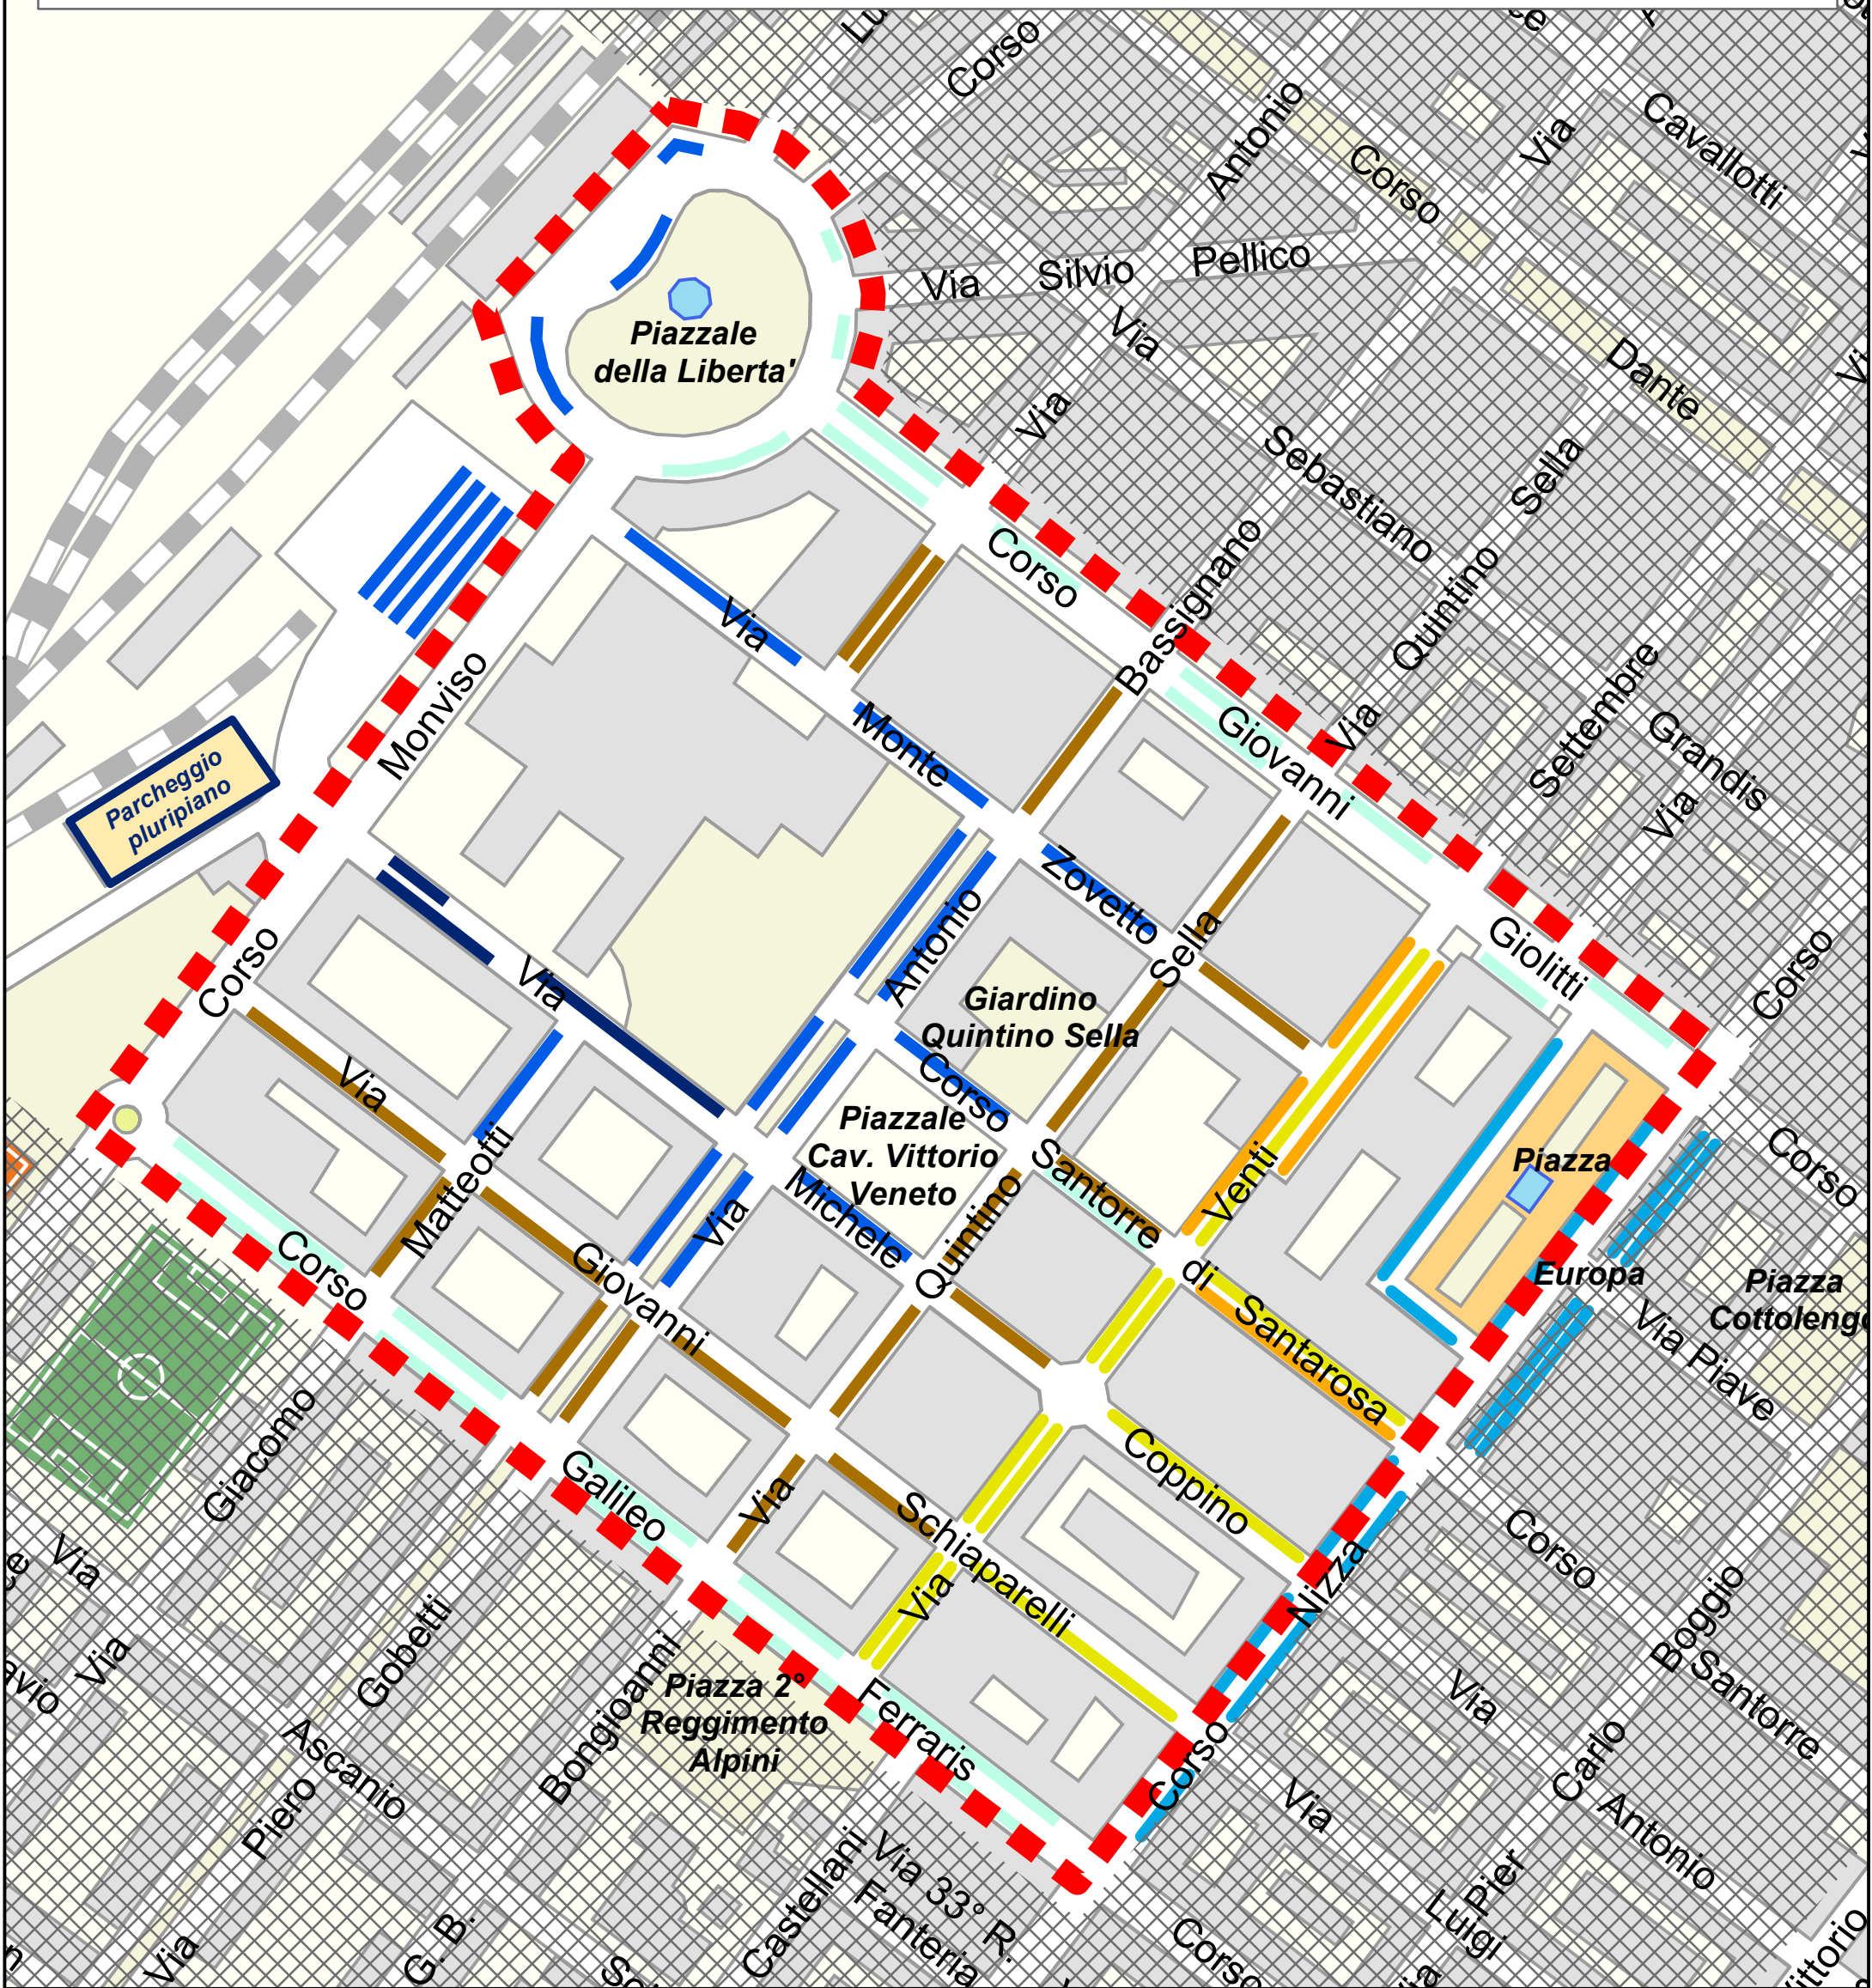 Corso
Antonio
Via
Cavallotti
Corso
Via
Silvio
Pellico
Via
Dante
Piazzale
della Liberta'
Via
Sebastiano
Sella
Corso
Bassignano
Quintino
Via
Settembre
Grandis
Via
Monviso
Via
Monte
Giovanni
Parcheggio
pluripiano
Zovetto
Antonio
Sella
Giolitti
Corso
Corso
Via
Giardino
Quintino Sella
Corso
Via
Piazzale
Cav. Vittorio
Veneto
Matteotti
Michele
Via
Santorre
Quintino
Venti
Piazza
Europa
Corso
Piazza
Cottolengo
Via Piave
Corso
Giovanni
di
Santarosa
Giacomo
Galileo
Via
Coppino
Schiaparelli
Via
Nizza
Corso
Boggio
Santorre
Via
Via
Gobetti
Bongioanni
Piazza 2°
Reggimento
Alpini
Ferraris
Corso
Via
Carlo
Via
Antonio
Ascanio
Piero
Via
G. B.
Castellani
Via 33° R.
Fanteria
Corso
Luigi
Pier